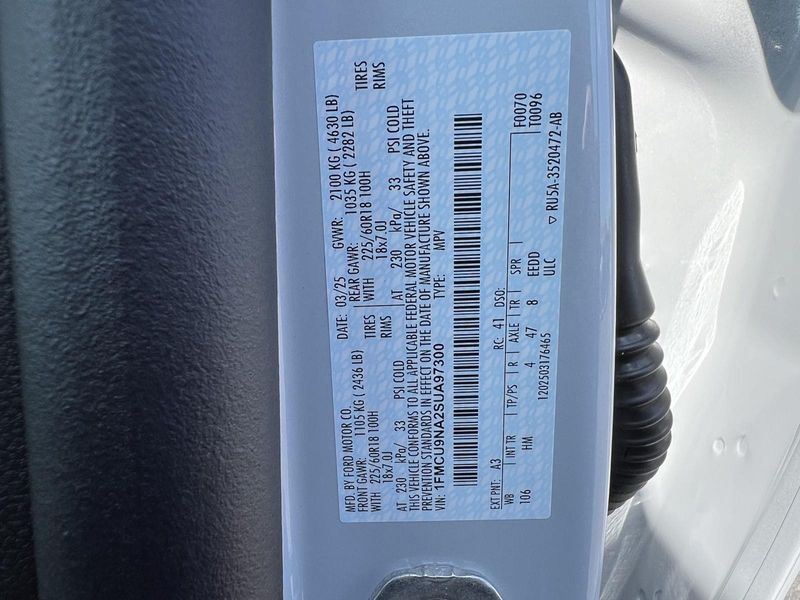 MFD. BY FORD MOTOR CO. DATE: 03/25 GVWR: 2100 KG ( 4630 LB)
FRONT GAWR: 1105 KG ( 2436 LB) REAR GAWR: 1035 KG ( 2282 LB)
WITH 225/60R18 100H TIRES WITH 225/60R18 100H TIRES
18x7.0J RIMS 18x7.0J RIMS
AT 230 kPa/ 33 PSI COLD AT 230 kPa/ 33 PSI COLD
THIS VEHICLE CONFORMS TO ALL APPLICABLE FEDERAL MOTOR VEHICLE SAFETY AND THEFT
PREVENTION STANDARDS IN EFFECT ON THE DATE OF MANUFACTURE SHOWN ABOVE.
VIN: 1FMCU9NA2SUA97300 TYPE: MPV
EXT PNT: A3 RC: 41 DSO: F0070
WB INT TR TP/PS R AXLE TR SPR T0096
106 HM 4 47 8 EEDD
1202503176465 ULC ▽ RU5A-3520472-AB